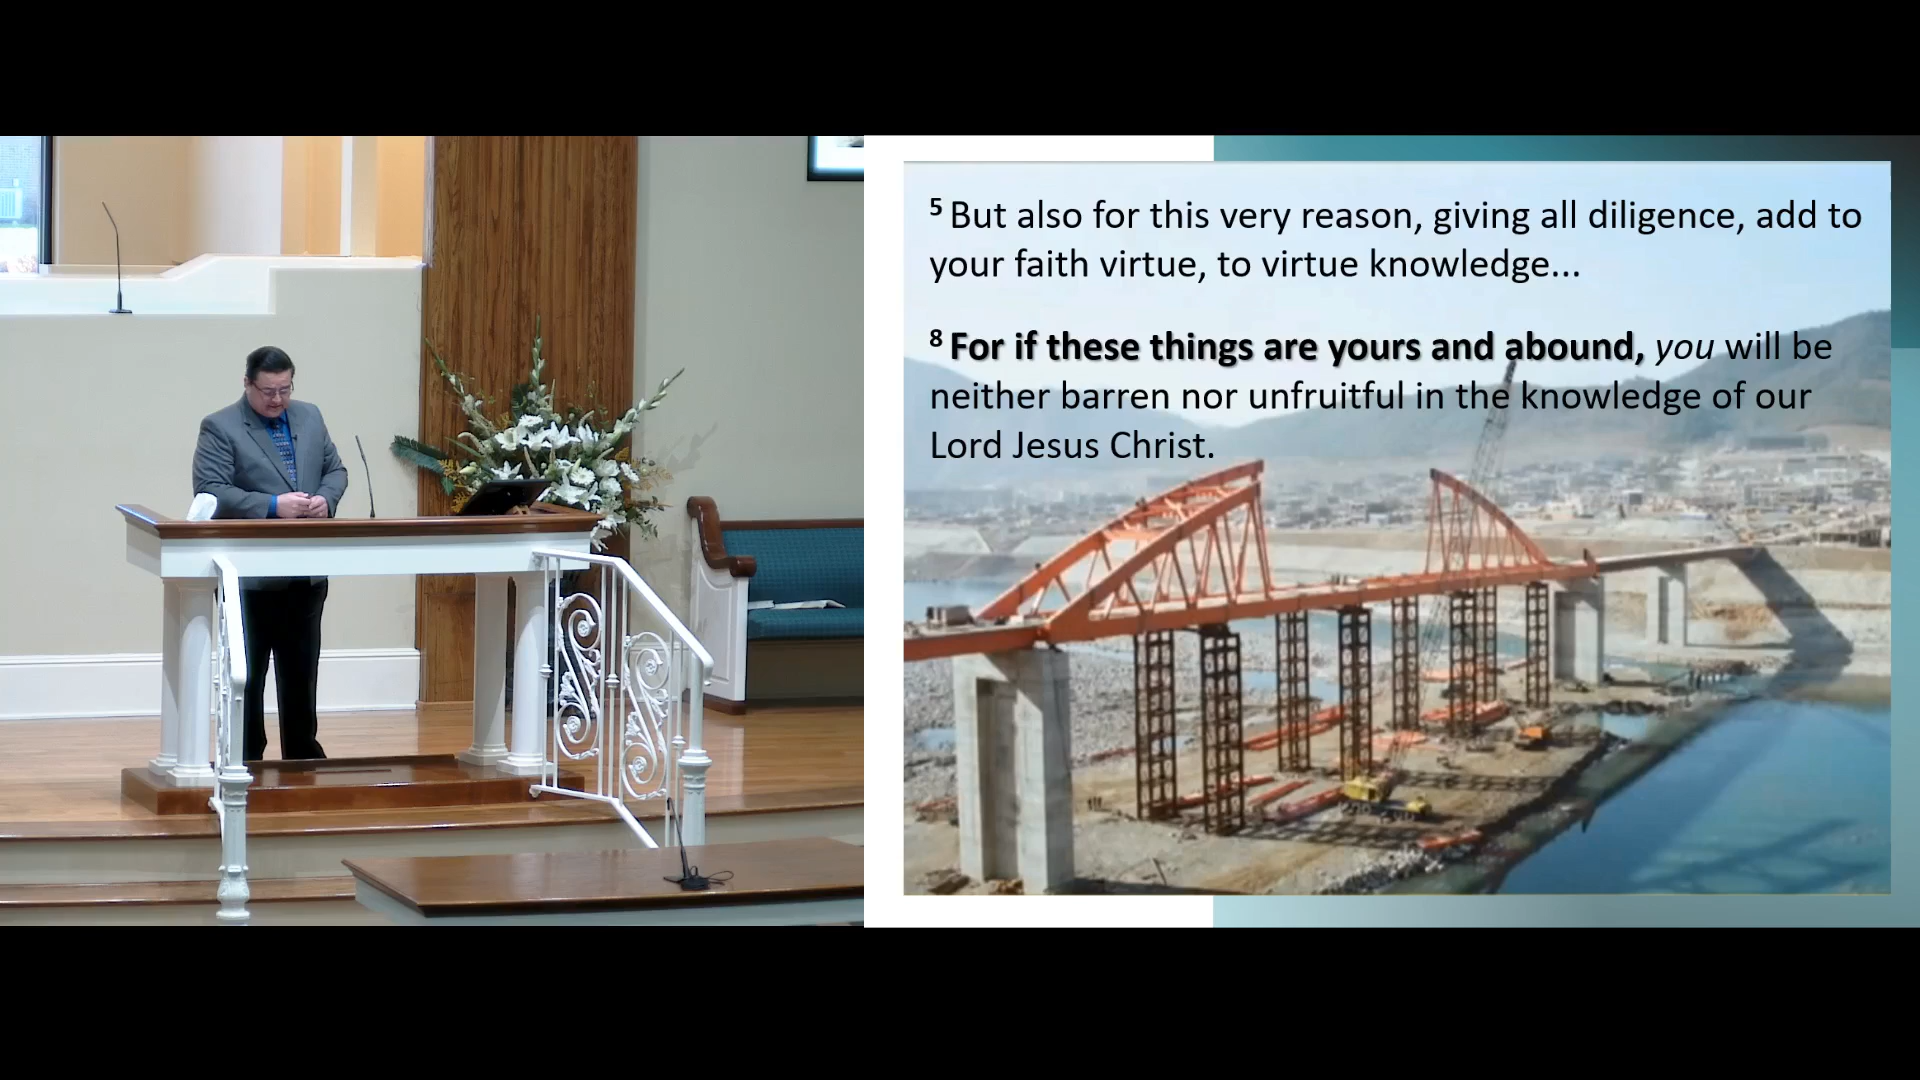 5 But also for this very reason, giving all diligence, add to
your faith virtue, to virtue knowledge...
8 For if these things are yours and abound, you will be
neither barren nor unfruitful in the knowledge of our
Lord Jesus Christ.